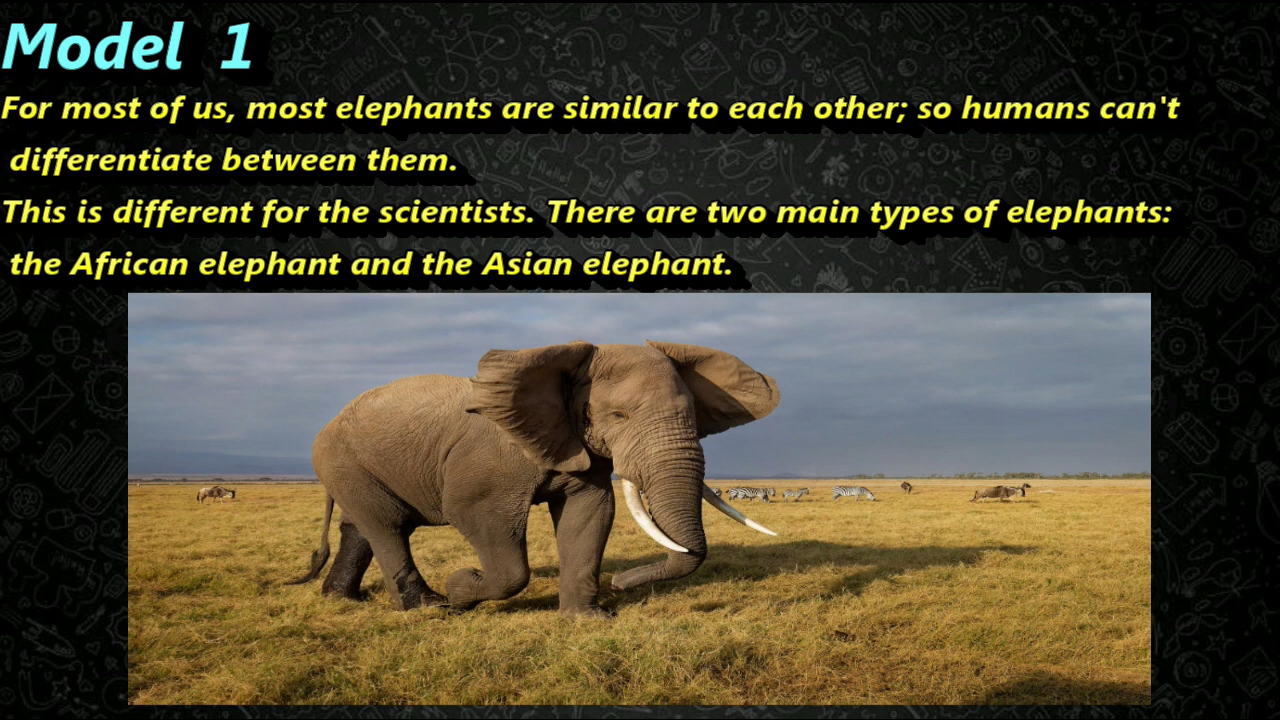 Model 1
For most of us, most elephants are similar to each other; so humans can't
differentiate between them.
This is different for the scientists. There are two main types of elephants:
the African elephant and the Asian elephant.